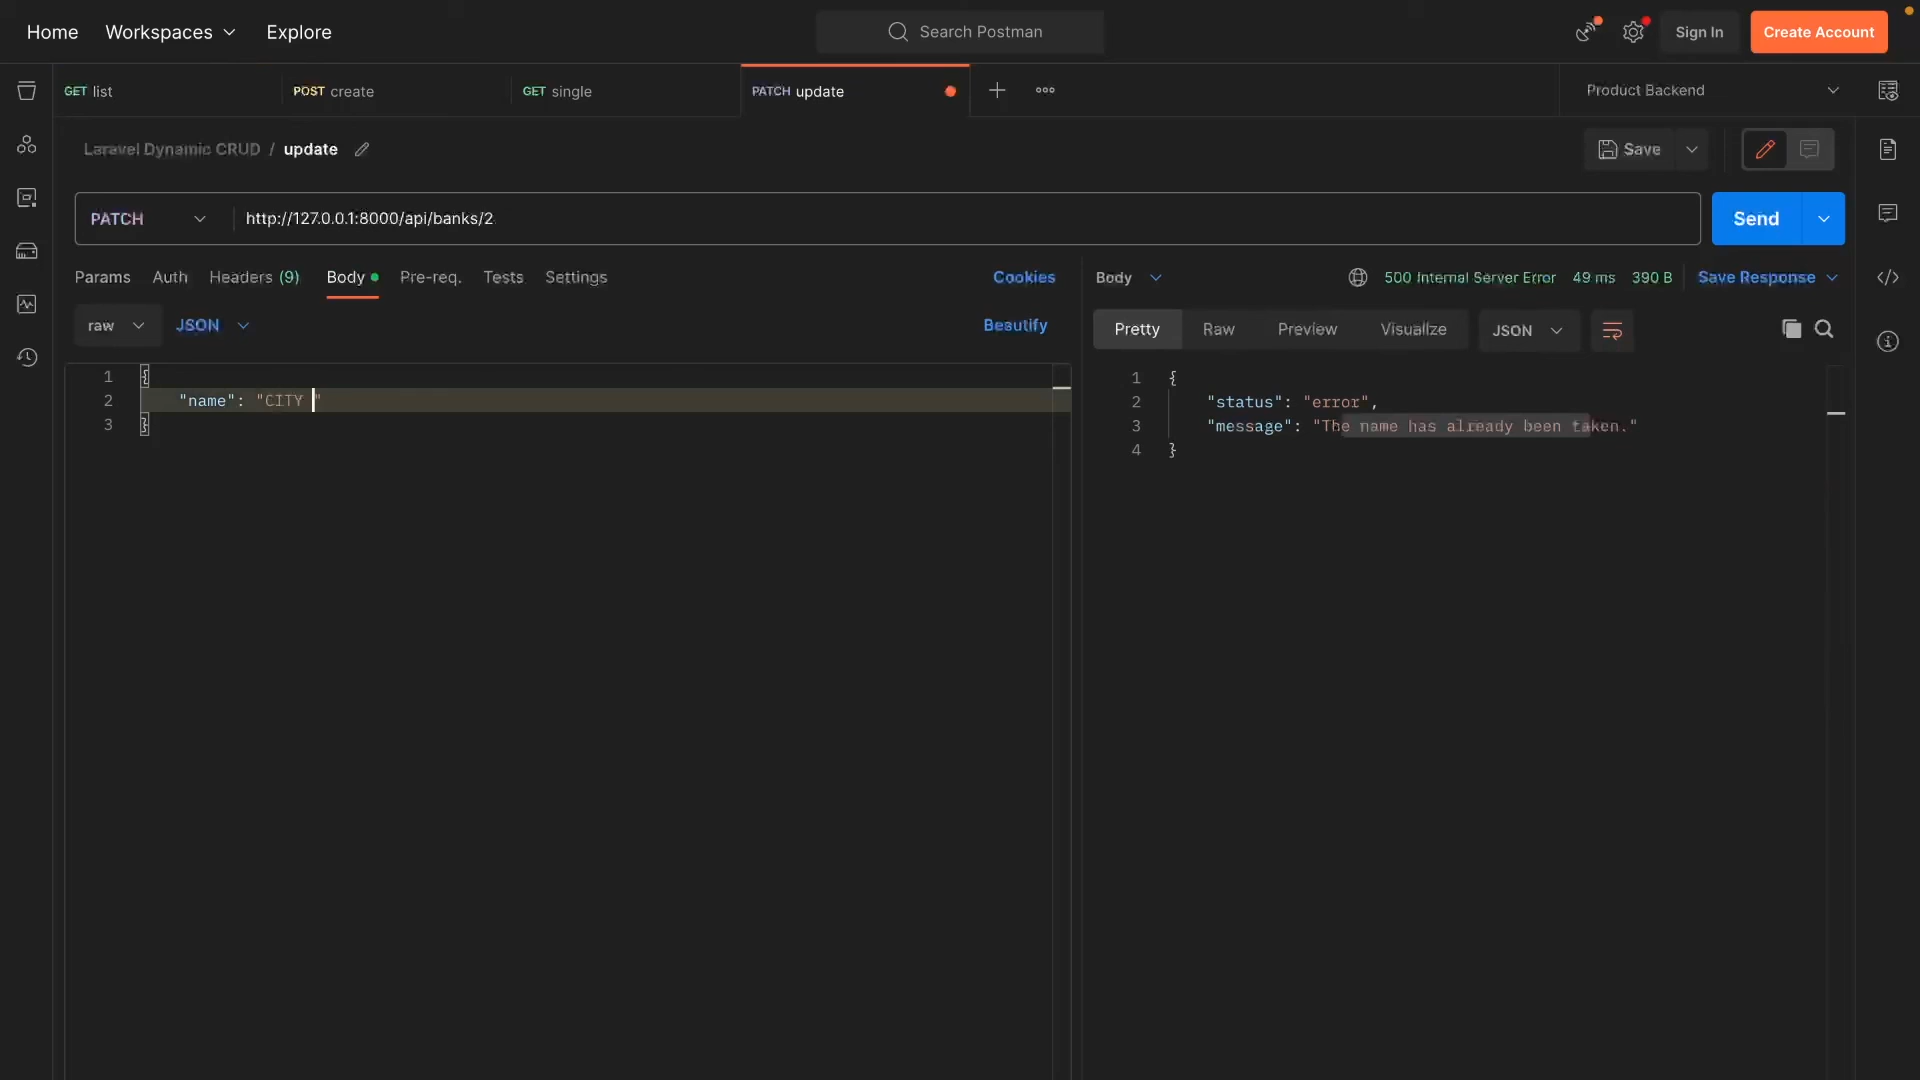 Home Workspaces Explore Search Postman Sign In Create Account
GET list POST create GET single PATCH update Product Backend
Laravel Dynamic CRUD / update Save
PATCH http://127.0.0.1:8000/api/banks/2 Send
Params Auth Headers (9) Body Pre-req. Tests Settings Cookies Body 500 Internal Server Error 49 ms 390 B Save Response
raw JSON Beautify Pretty Raw Preview Visualize JSON
1 {
2 "name": "CITY "
3 }
1 {
2 "status": "error",
3 "message": "The name has already been taken."
4 }